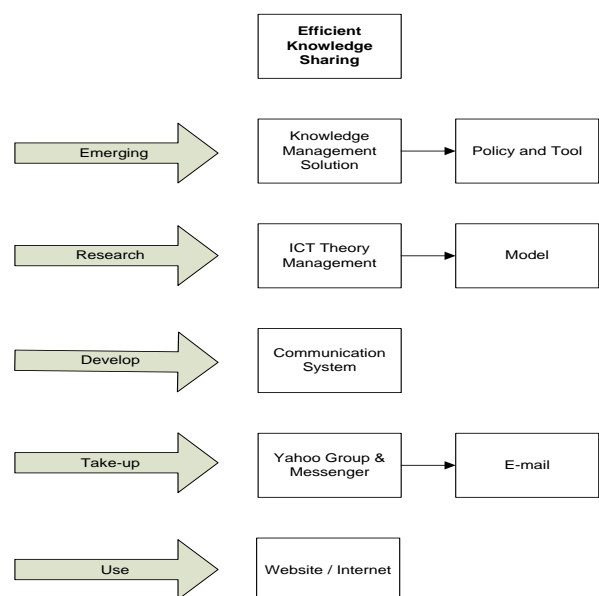 Efficient
Knowledge
Sharing
Emerging
Knowledge
Management
Solution
Policy and Tool
Research
ICT Theory
Management
Model
Develop
Communication
System
Take-up
Yahoo Group &
Messenger
E-mail
Use
Website / Internet